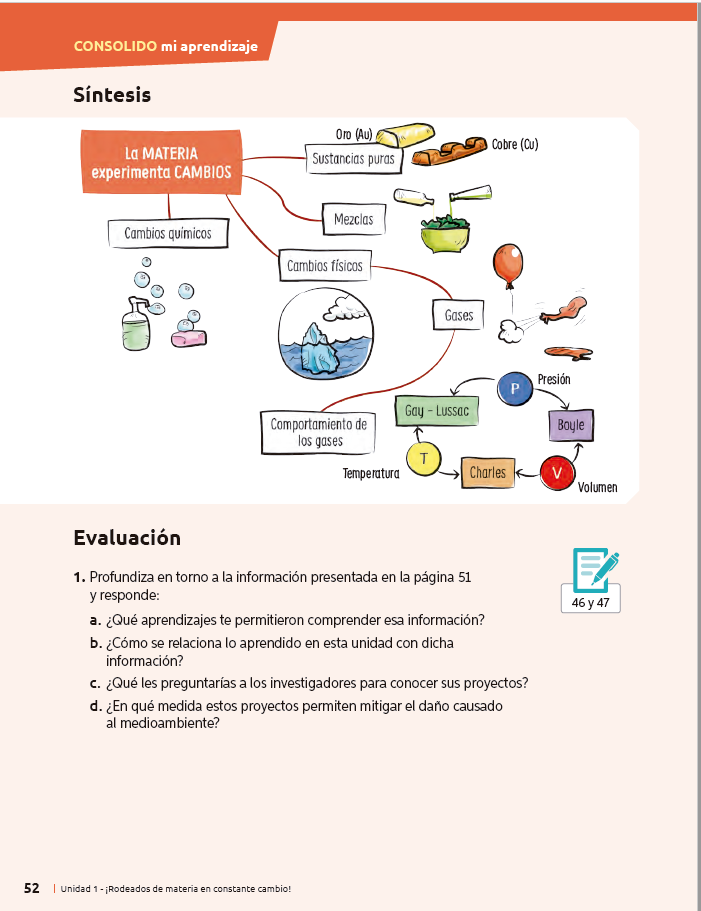 CONSOLIDO mi aprendizaje
Síntesis
La MATERIA
experimenta CAMBIOS
Oro (Au)
Cobre (Cu)
Sustancias puras
Mezclas
Cambios químicos
Cambios físicos
Gases
Comportamiento de
los gases
P
Presión
Gay - Lussac
Boyle
T
Temperatura
Charles
V
Volumen
Evaluación
1. Profundiza en torno a la información presentada en la página 51
y responde:
46 y 47
a. ¿Qué aprendizajes te permitieron comprender esa información?
b. ¿Cómo se relaciona lo aprendido en esta unidad con dicha
información?
c. ¿Qué les preguntarías a los investigadores para conocer sus proyectos?
d. ¿En qué medida estos proyectos permiten mitigar el daño causado
al medioambiente?
52 | Unidad 1 - ¡Rodeados de materia en constante cambio!